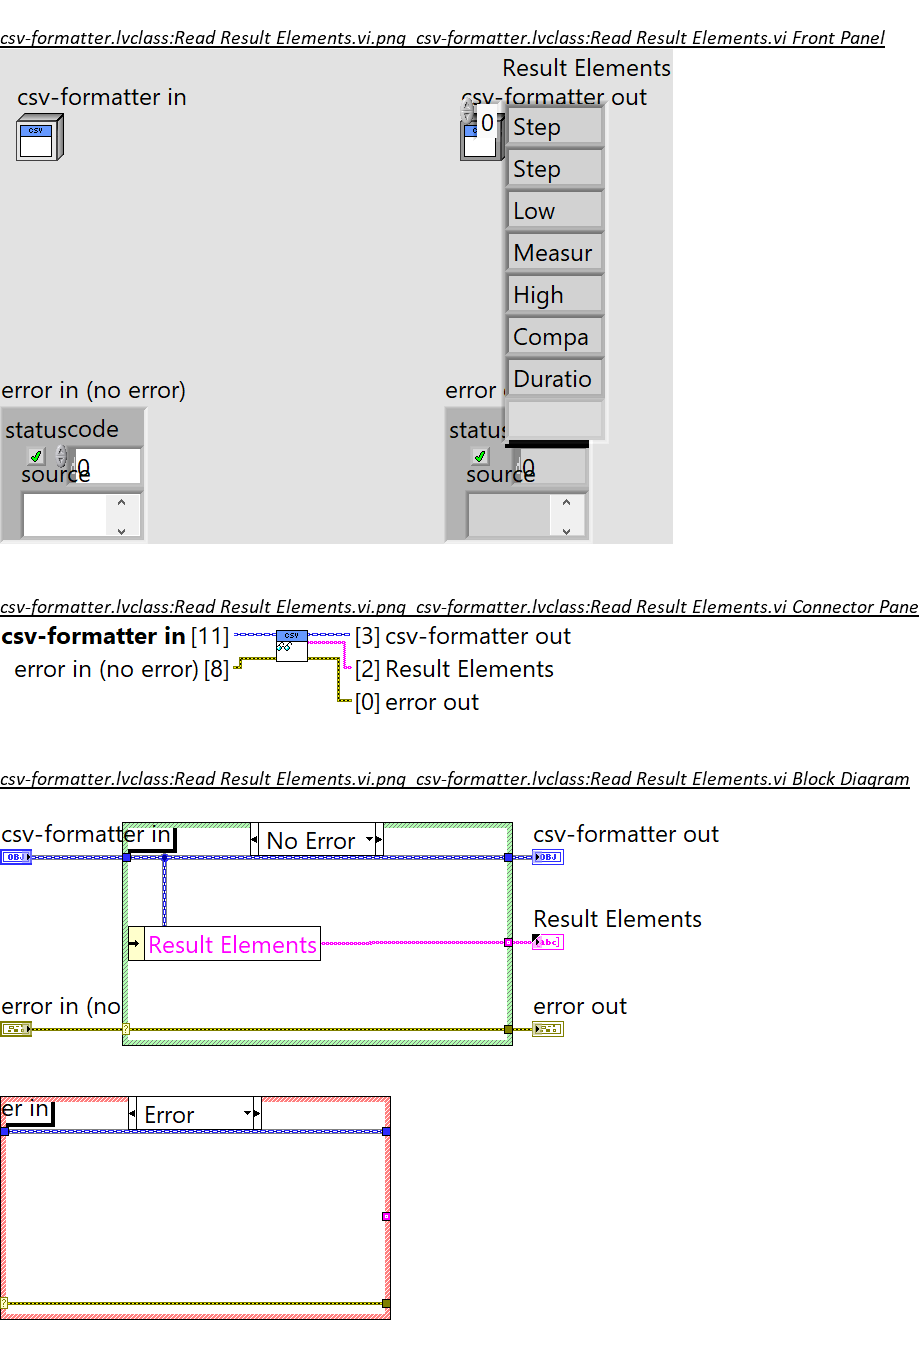 csv-formatter.lvclass:Read Result Elements.vi.png csv-formatter.lvclass:Read Result Elements.vi Front Panel
Result Elements
csv-formatter in
csv-formatter out
CSV
0
Step
Step
Low
Measur
High
Compa
Duratio
error in (no error)
error
status code
status
0
0
source
source
csv-formatter.lvclass:Read Result Elements.vi.png csv-formatter.lvclass:Read Result Elements.vi Connector Pane
csv-formatter in [11]
CSV
[3] csv-formatter out
error in (no error) [8]
[2] Result Elements
[0] error out
csv-formatter.lvclass:Read Result Elements.vi.png csv-formatter.lvclass:Read Result Elements.vi Block Diagram
csv-formatter in
No Error
csv-formatter out
OBJ
OBJ
Result Elements
Result Elements
abc
error in (no
error out
?
er in
Error
?